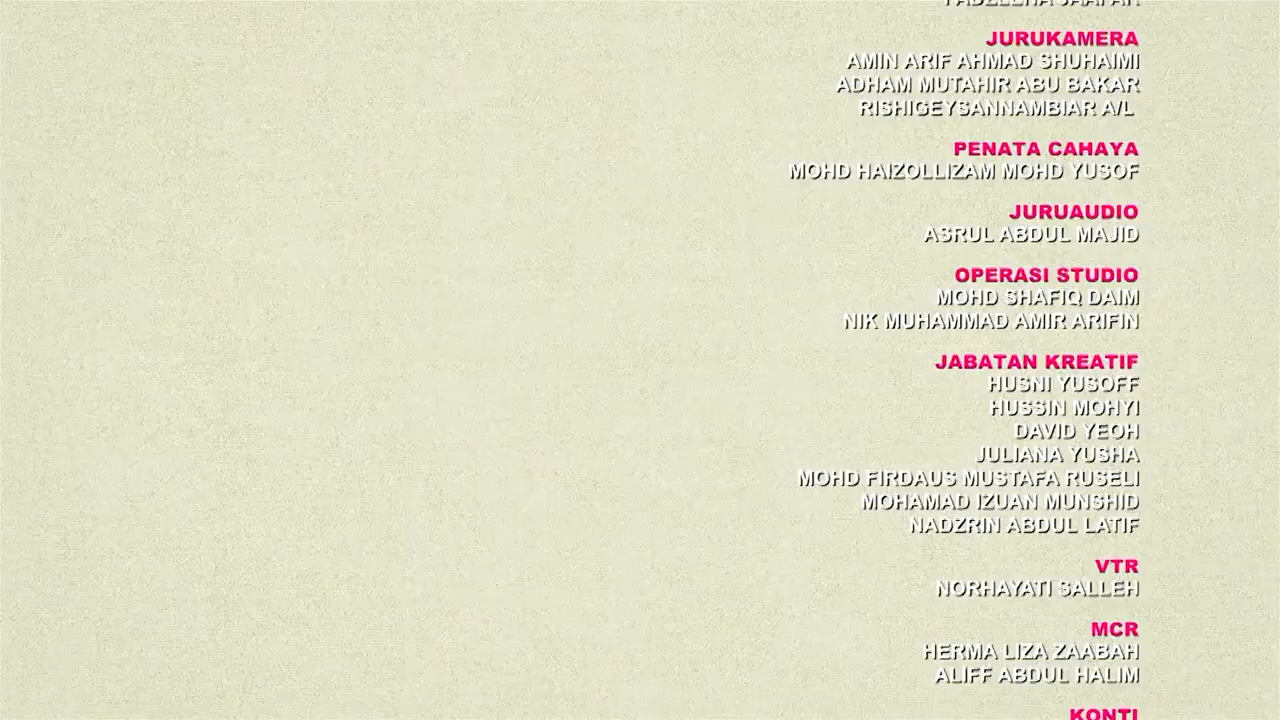 JURUKAMERA
AMIN ARIF AHMAD SHUHAIMI
ADHAM MUTAHIR ABU BAKAR
RISHIGEYSANNAMBIAR A/L
PENATA CAHAYA
MOHD HAIZOLLIZAM MOHD YUSOF
JURUAUDIO
ASRUL ABDUL MAJID
OPERASI STUDIO
MOHD SHAFIQ DAIM
NIK MUHAMMAD AMIR ARIFIN
JABATAN KREATIF
HUSNI YUSOFF
HUSSIN MOHYI
DAVID YEOH
JULIANA YUSHA
MOHD FIRDAUS MUSTAFA RUSELI
MOHAMAD IZUAN MUNSHID
NADZRIN ABDUL LATIF
VTR
NORHAYATI SALLEH
MCR
HERMA LIZA ZAABAH
ALIFF ABDUL HALIM
KONTI